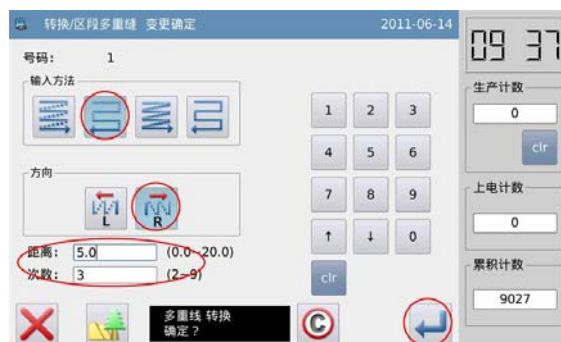 转换/区段多重缝 变更确定 2011-06-14
09 37
号码: 1
输入方法
生产计数
0
clr
1 2 3
4 5 6
方向
L R
7 8 9
上电计数
0
距离: 5.0 (0.0~20.0)
↑ ↓ 0
次数: 3 (2~9)
clr
累积计数
9027
多重线 转换
确定?
C